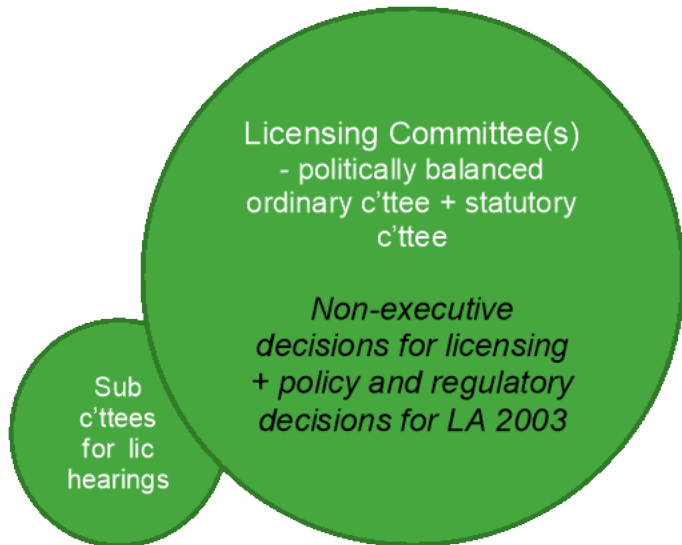 Licensing Committee(s)
- politically balanced
ordinary c'ttee + statutory
c'ttee
Non-executive
decisions for licensing
+ policy and regulatory
decisions for LA 2003
Sub
c'ttees
for lic
hearings